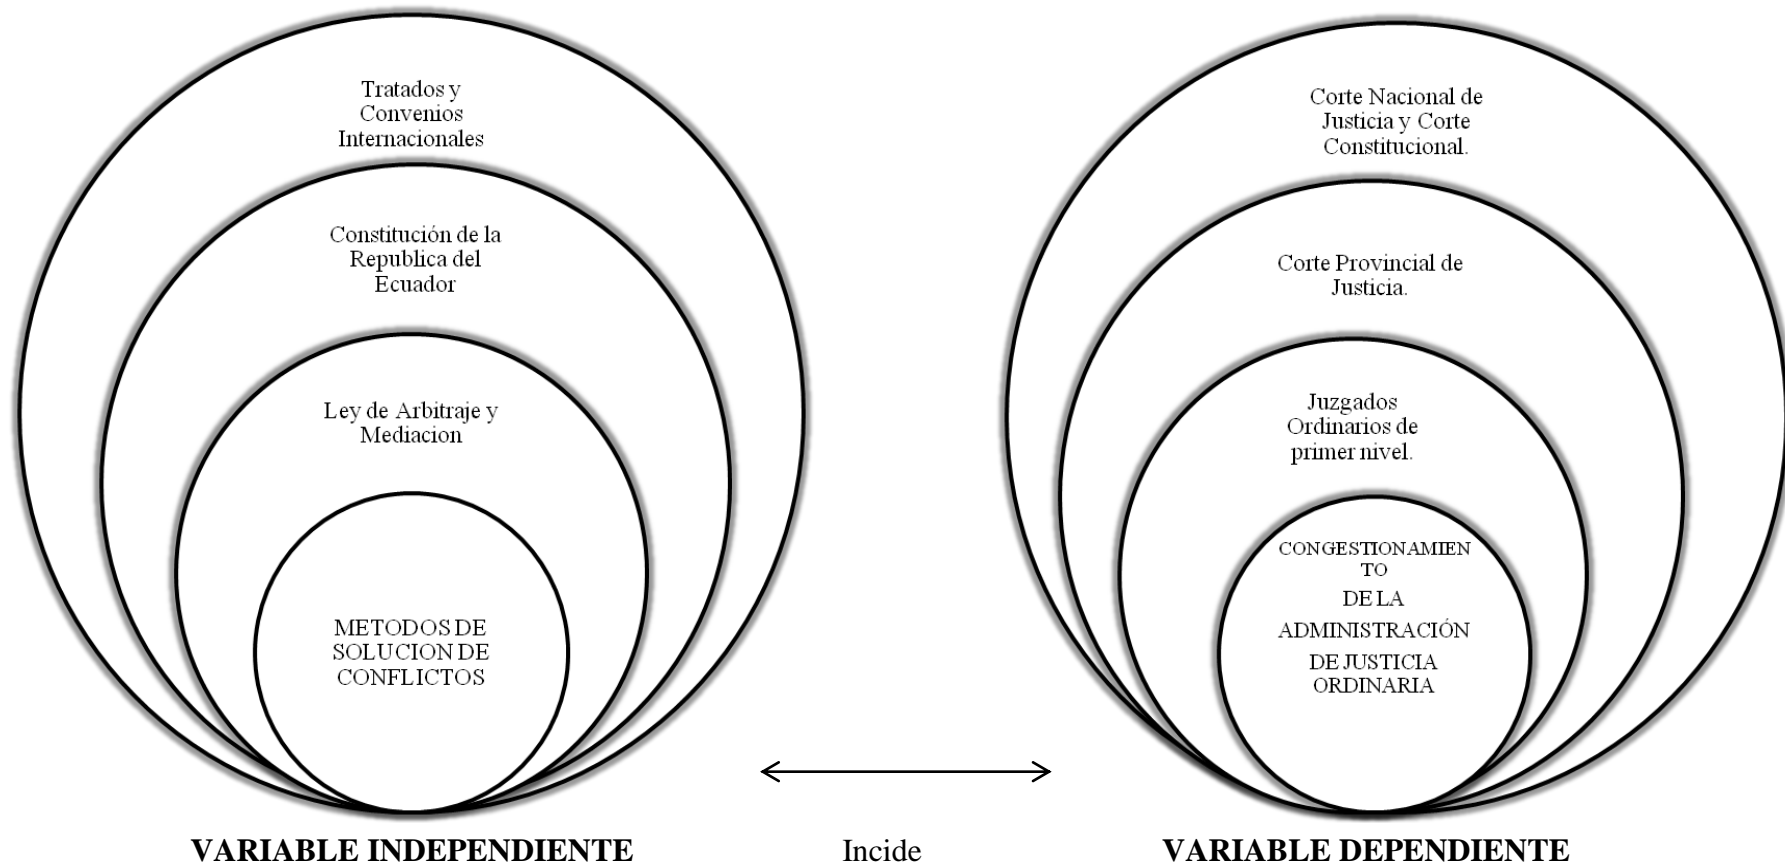 Tratados y
Convenios
Internacionales
Constitución de la
Republica del
Ecuador
Ley de Arbitraje y
Mediacion
METODOS DE
SOLUCION DE
CONFLICTOS
VARIABLE INDEPENDIENTE
Incide
Corte Nacional de
Justicia y Corte
Constitucional.
Corte Provincial de
Justicia.
Juzgados
Ordinarios de
primer nivel.
CONGESTIONAMIEN
TO
DE LA
ADMINISTRACIÓN
DE JUSTICIA
ORDINARIA
VARIABLE DEPENDIENTE